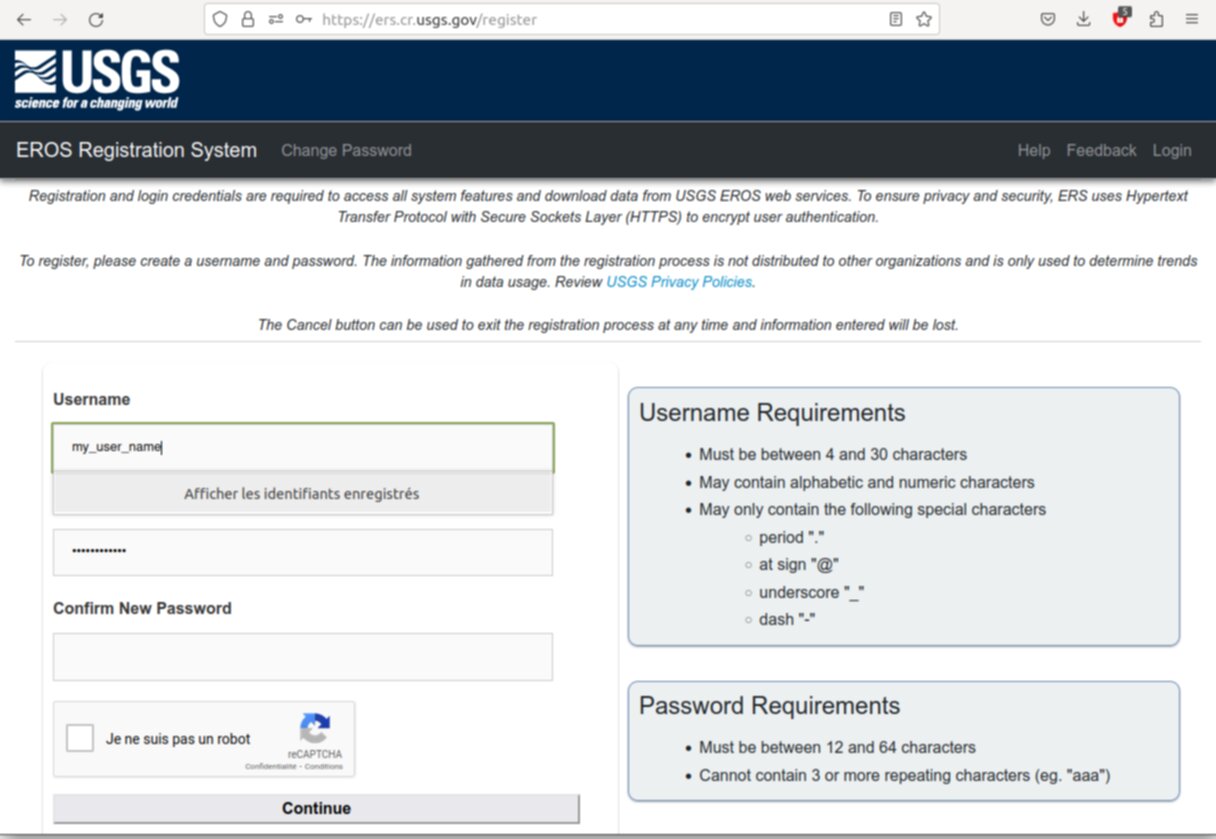 https://ers.cr.usgs.gov/register
5
USGS
science for a changing world
EROS Registration System Change Password Help Feedback Login
Registration and login credentials are required to access all system features and download data from USGS EROS web services. To ensure privacy and security, ERS uses Hypertext
Transfer Protocol with Secure Sockets Layer (HTTPS) to encrypt user authentication.
To register, please create a username and password. The information gathered from the registration process is not distributed to other organizations and is only used to determine trends
in data usage. Review USGS Privacy Policies.
The Cancel button can be used to exit the registration process at any time and information entered will be lost.
Username
my_user_name
Afficher les identifiants enregistrés
••••••••••••
Confirm New Password
Je ne suis pas un robot
reCAPTCHA
Confidentialité - Conditions
Continue
Username Requirements
• Must be between 4 and 30 characters
• May contain alphabetic and numeric characters
• May only contain the following special characters
○ period "."
○ at sign "@"
○ underscore "_"
○ dash "-"
Password Requirements
• Must be between 12 and 64 characters
• Cannot contain 3 or more repeating characters (eg. "aaa")